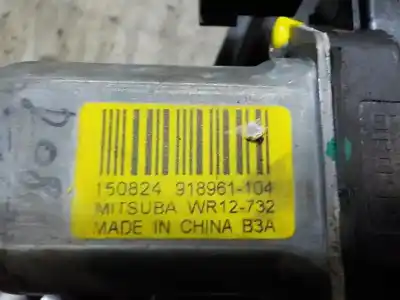 150824 918961-104
MITSUBA WR12-732
MADE IN CHINA B3A